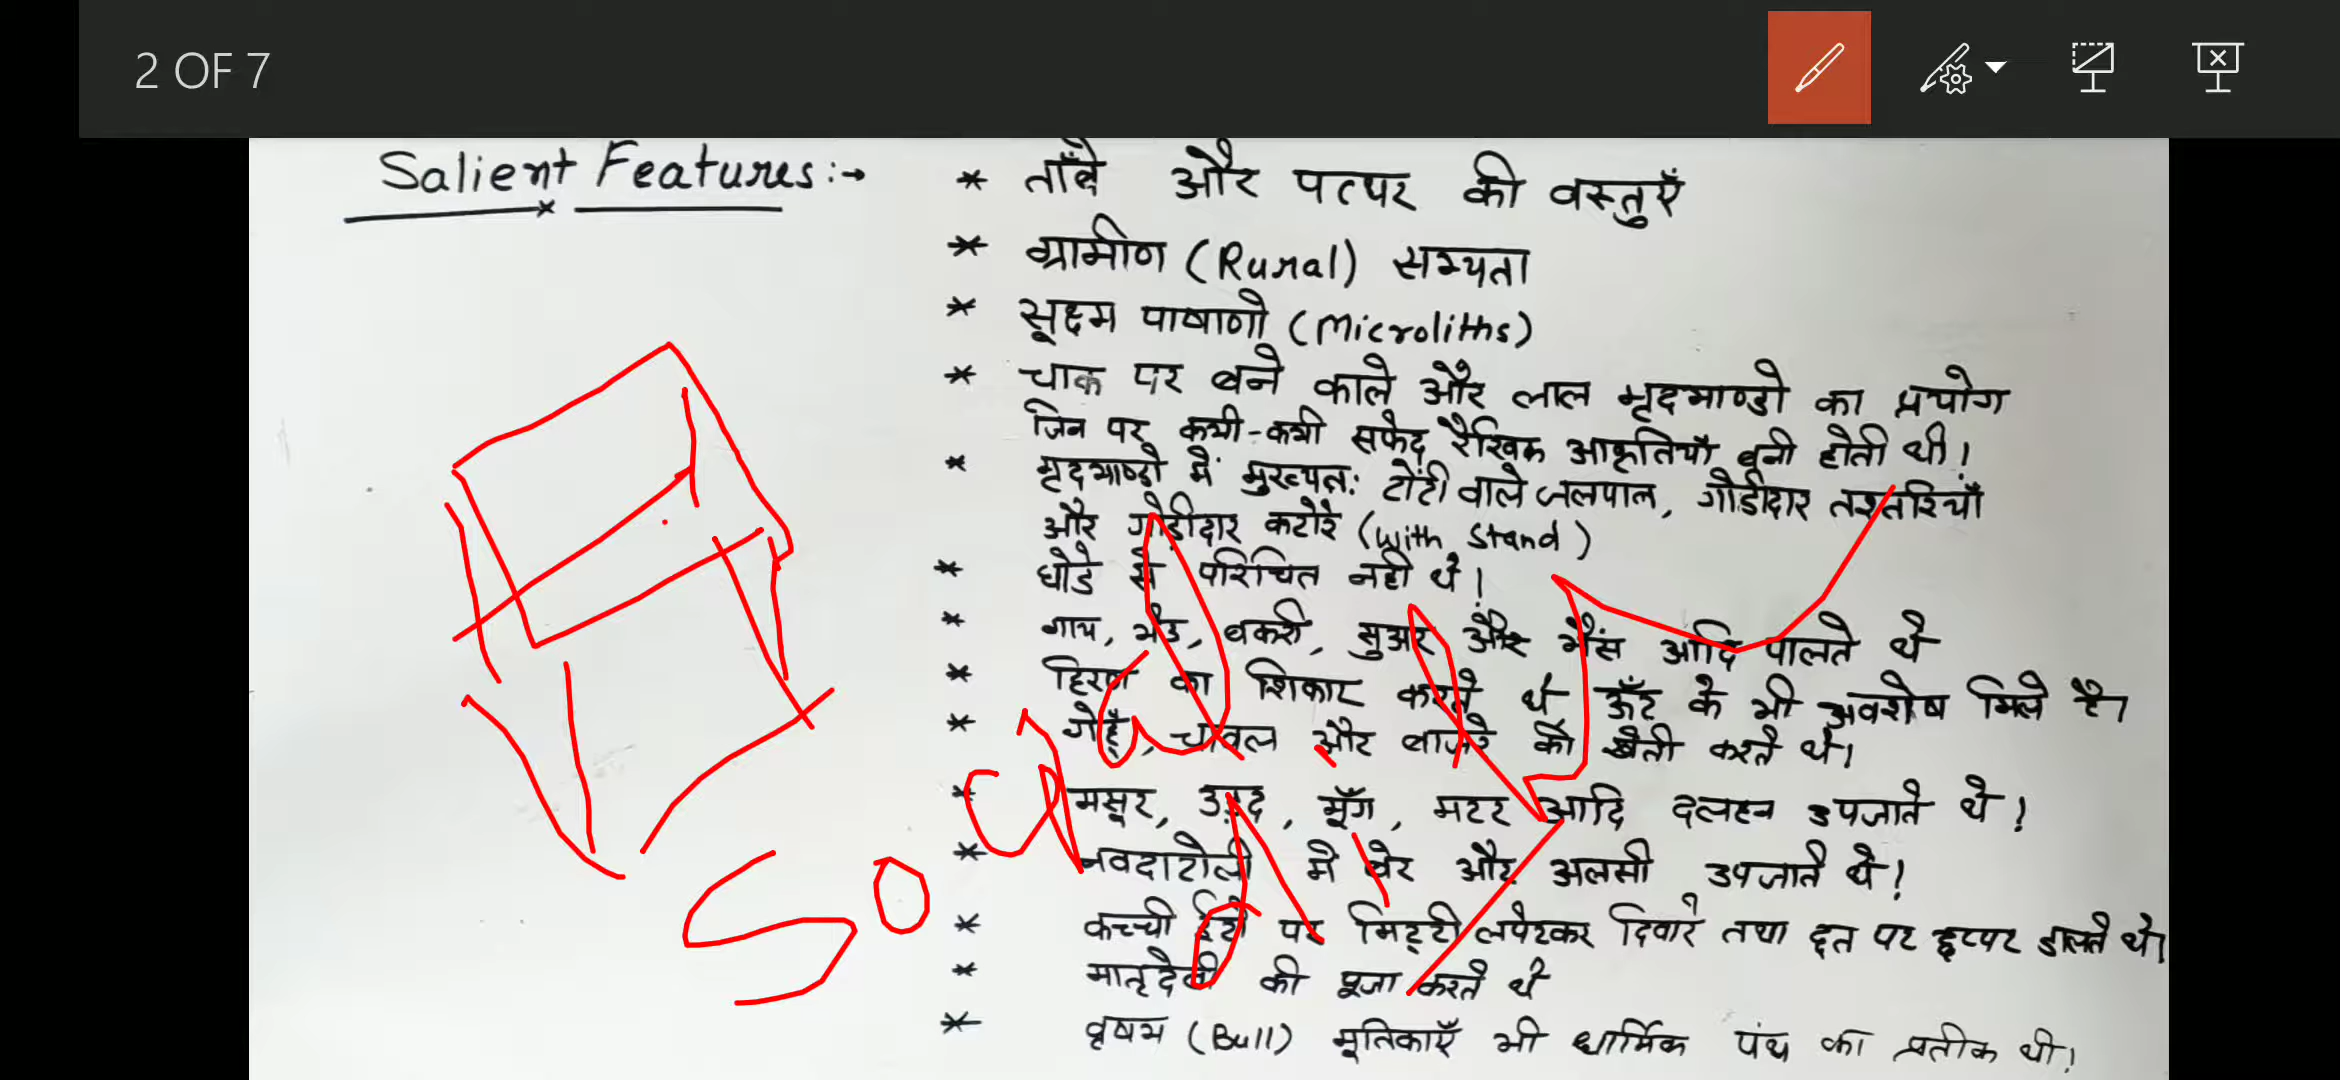 2 OF 7
Salient Features:→
* ताँबे और पत्थर की वस्तुएँ
* ग्रामीण (Rural) सभ्यता
* सूक्ष्म पाषाणो (Microliths)
* चाक पर बने काले और लाल मृदभाण्डो का प्रयोग
जिन पर कभी-कभी सफेद रैखिक आकृतियाँ बनी होती थी।
* मृदभाण्डो में मुख्यतः टोंटी वाले जलपात्र, गोडीदार तश्तरियाँ
और गोडीदार कटोरे (with stand)
* घोडे से परिचित नही थे।
* गाय, भेड, बकरी, सुअर और भैंस आदि पालते थे
* हिरण का शिकार करते थे ऊँट के भी अवशेष मिले है।
* गेहूँ, चावल और बाजरे की खेती करते थे।
* मसूर, उड़द, मूँग, मटर आदि दलहन उपजाते थे!
* नवदाटोली मे बेर और अलसी उपजाते थे!
* कच्ची ईटो पर मिट्टी लपेटकर दिवारे तथा छत पर छप्पर डालते थे।
* मातृदेवी की पूजा करते थे
* वृषभ (Bull) मूतिकाएँ भी धार्मिक पंथ का प्रतीक थी।